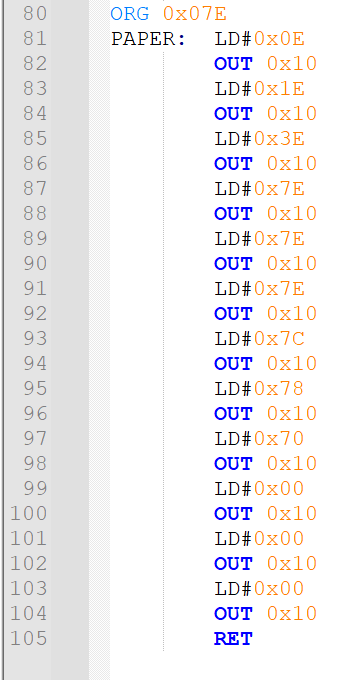 80 ORG 0x07E
81 PAPER: LD#0x0E
82 OUT 0x10
83 LD#0x1E
84 OUT 0x10
85 LD#0x3E
86 OUT 0x10
87 LD#0x7E
88 OUT 0x10
89 LD#0x7E
90 OUT 0x10
91 LD#0x7E
92 OUT 0x10
93 LD#0x7C
94 OUT 0x10
95 LD#0x78
96 OUT 0x10
97 LD#0x70
98 OUT 0x10
99 LD#0x00
100 OUT 0x10
101 LD#0x00
102 OUT 0x10
103 LD#0x00
104 OUT 0x10
105 RET